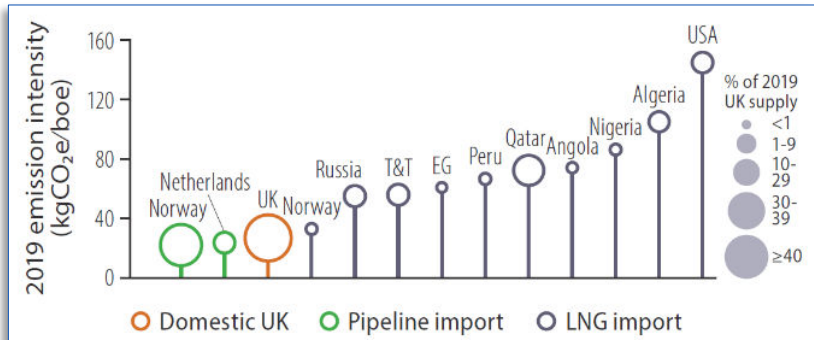 2019 emission intensity
(kgCO₂e/boe)
160
120
80
40
0
Norway
Netherlands
UK
Norway
Russia
T&T
EG
Peru
Qatar
Angola
Nigeria
Algeria
USA
% of 2019
UK supply
<1
1-9
10-
29
30-
39
≥40
Domestic UK
Pipeline import
LNG import